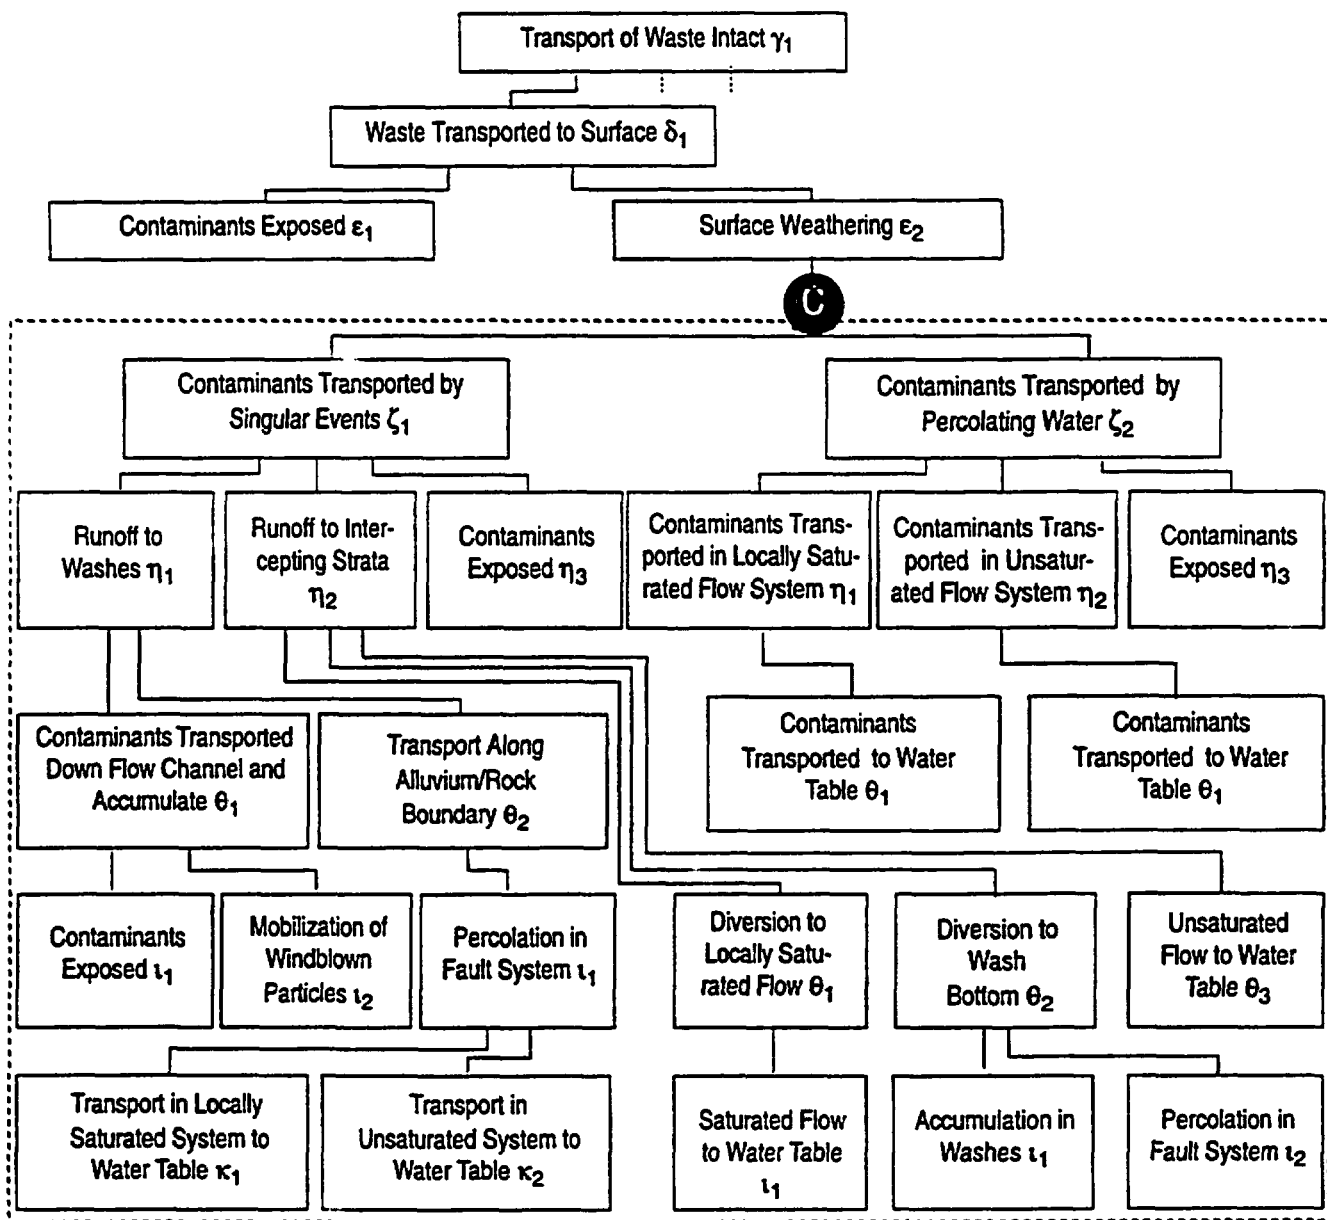 Transport of Waste Intact γ1
Waste Transported to Surface δ1
Contaminants Exposed ε1
Surface Weathering ε2
C
Contaminants Transported by
Singular Events ζ1
Contaminants Transported by
Percolating Water ζ2
Runoff to
Washes η1
Runoff to Inter-
cepting Strata
η2
Contaminants
Exposed η3
Contaminants Trans-
ported in Locally Satu-
rated Flow System η1
Contaminants Trans-
ported in Unsatur-
ated Flow System η2
Contaminants
Exposed η3
Contaminants Transported
Down Flow Channel and
Accumulate θ1
Transport Along
Alluvium/Rock
Boundary θ2
Contaminants
Transported to Water
Table θ1
Contaminants
Transported to Water
Table θ1
Contaminants
Exposed ι1
Mobilization of
Windblown
Particles ι2
Percolation in
Fault System ι1
Diversion to
Locally Satu-
rated Flow θ1
Diversion to
Wash
Bottom θ2
Unsaturated
Flow to Water
Table θ3
Transport in Locally
Saturated System to
Water Table κ1
Transport in
Unsaturated System to
Water Table κ2
Saturated Flow
to Water Table
ι1
Accumulation in
Washes ι1
Percolation in
Fault System ι2